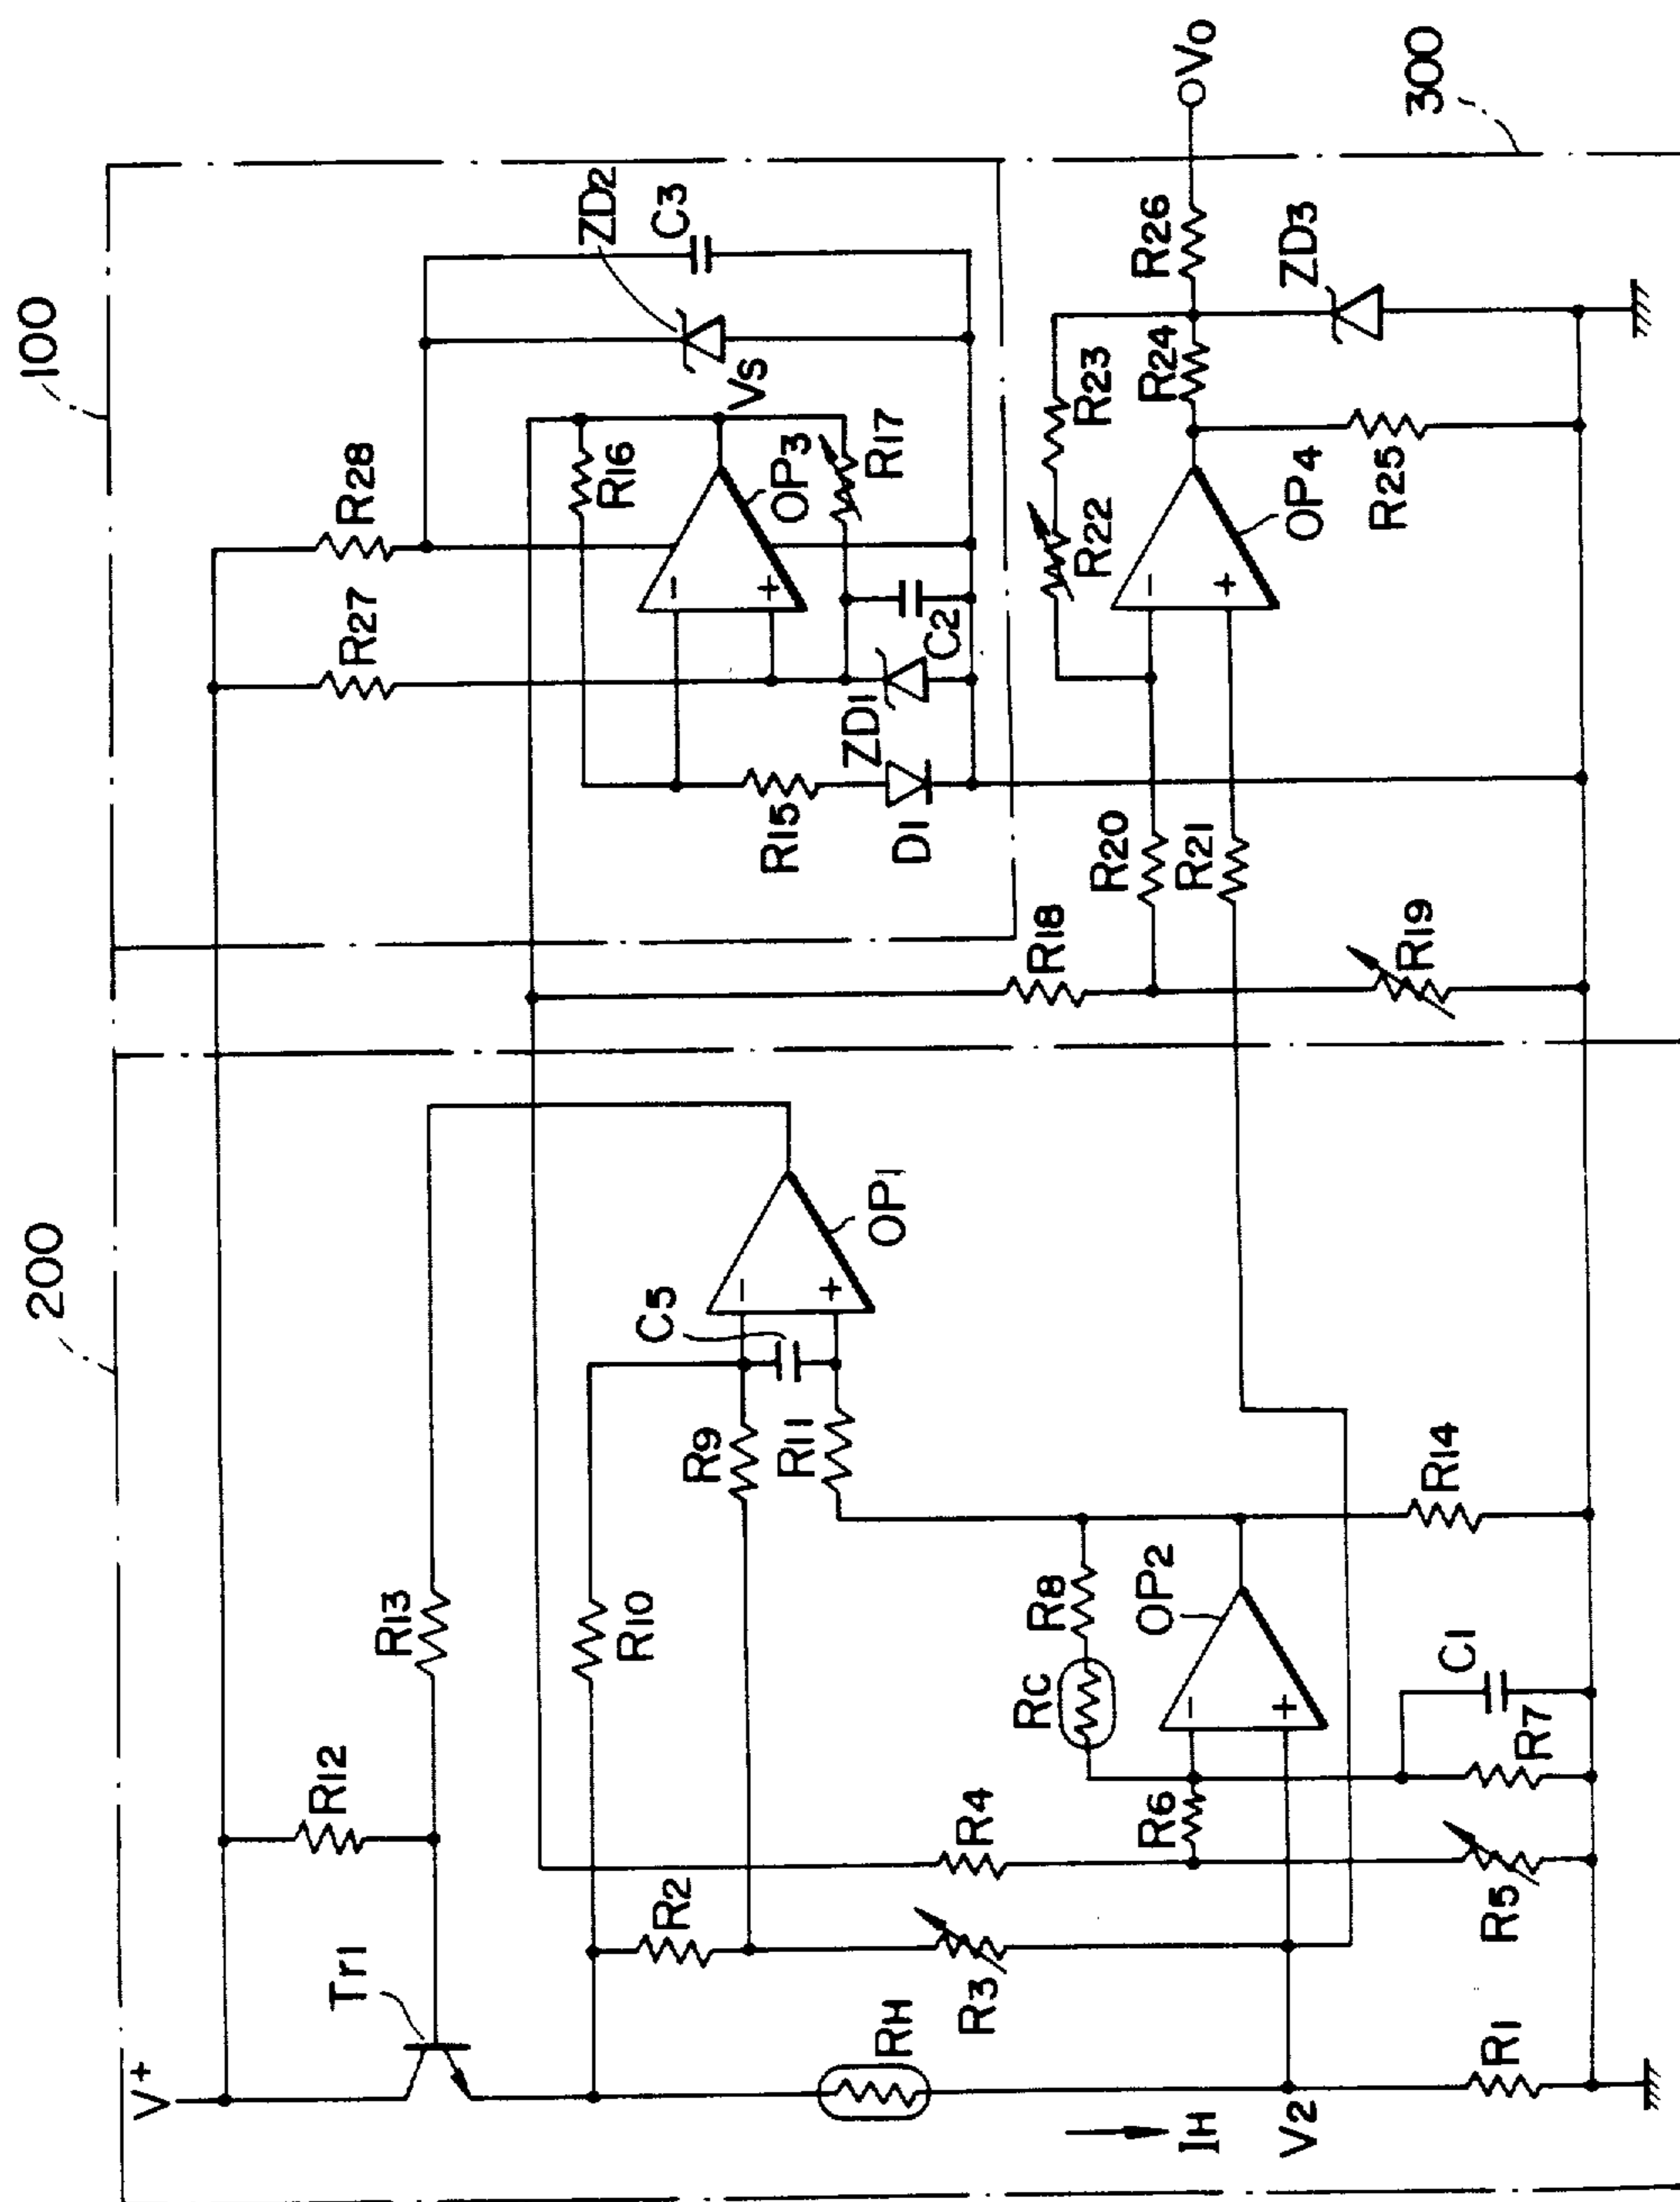 100
200
300
V+
Tr1
R12
R13
R28
R27
R16
ZD2
C3
Vs
OP3
R17
C2
ZD1
R15
D1
R10
R9
C5
OP1
R11
R2
R4
R3
RH
IH
V2
R1
R6
RC
R8
OP2
R5
R7
C1
R14
R18
R19
R20
R21
R22
R23
R24
R25
R26
OP4
ZD3
Vo
−
+
−
+
−
+
−
+